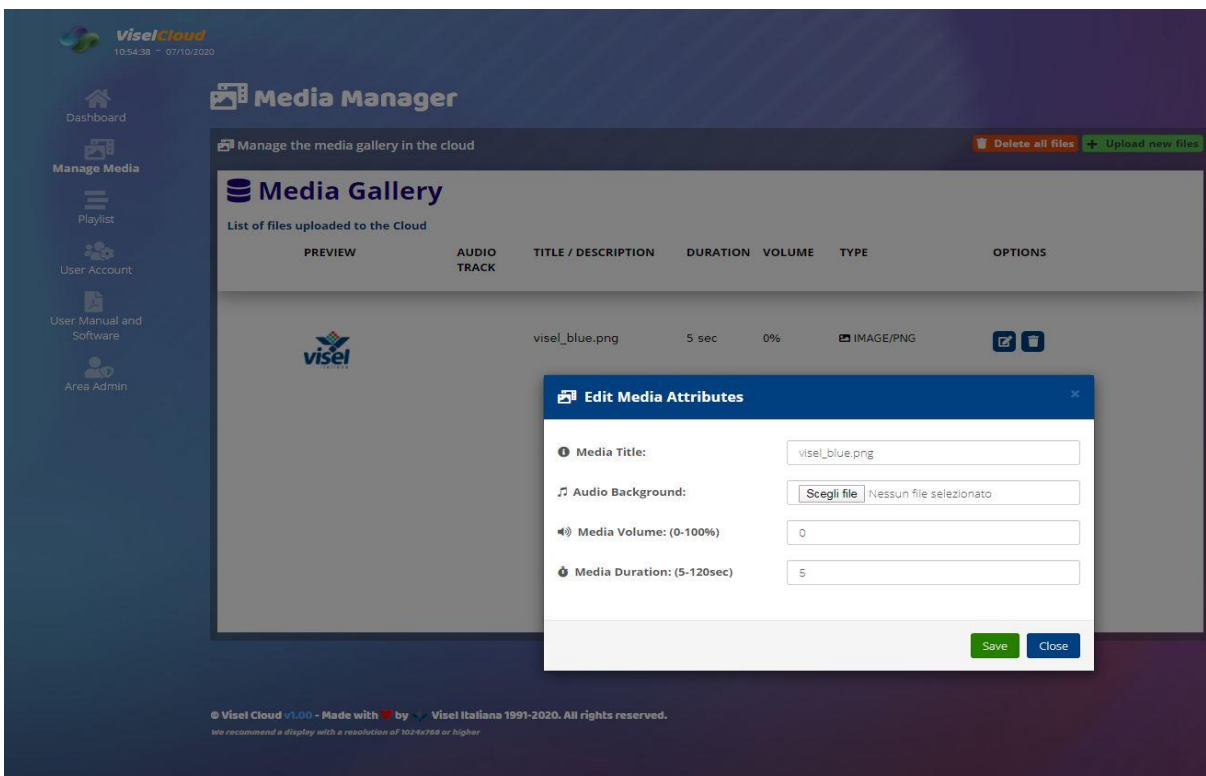 ViselCloud
10:54:38 - 07/10/2020
Dashboard
Manage Media
Playlist
User Account
User Manual and
Software
Area Admin
Media Manager
Manage the media gallery in the cloud
Delete all files
+ Upload new files
Media Gallery
List of files uploaded to the Cloud
PREVIEW AUDIO TRACK TITLE / DESCRIPTION DURATION VOLUME TYPE OPTIONS
visel
italiana
visel_blue.png 5 sec 0% IMAGE/PNG
Edit Media Attributes ×
Media Title: visel_blue.png
Audio Background: Scegli file Nessun file selezionato
Media Volume: (0-100%) 0
Media Duration: (5-120sec) 5
Save Close
© Visel Cloud v1.00 - Made with by Visel Italiana 1991-2020. All rights reserved.
We recommend a display with a resolution of 1024x768 or higher